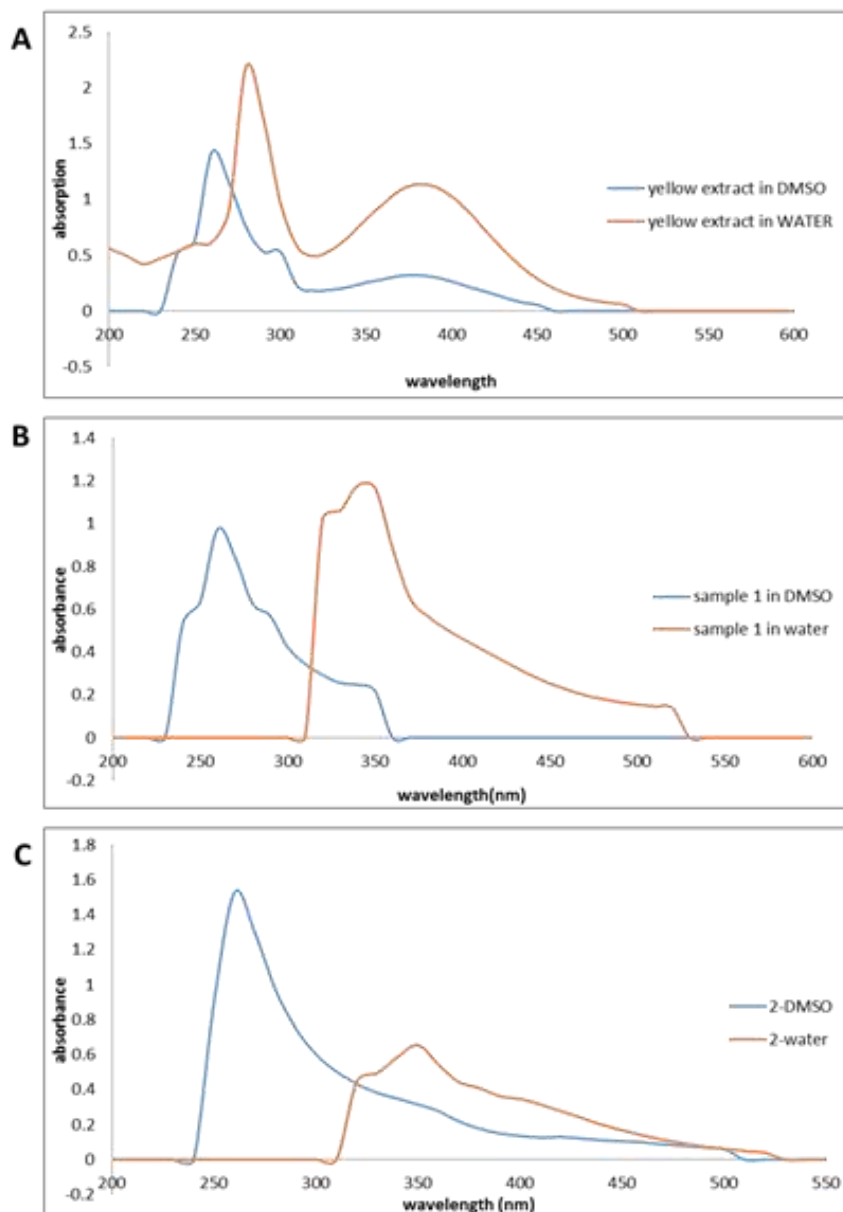 A
2.5
2
1.5
1
0.5
0
-0.5
absorption
200 250 300 350 400 450 500 550 600
wavelength
yellow extract in DMSO
yellow extract in WATER
B
1.4
1.2
1
0.8
0.6
0.4
0.2
0
-0.2
absorbance
200 250 300 350 400 450 500 550 600
wavelength(nm)
sample 1 in DMSO
sample 1 in water
C
1.8
1.6
1.4
1.2
1
0.8
0.6
0.4
0.2
0
-0.2
absorbance
200 250 300 350 400 450 500 550
wavelength (nm)
2-DMSO
2-water